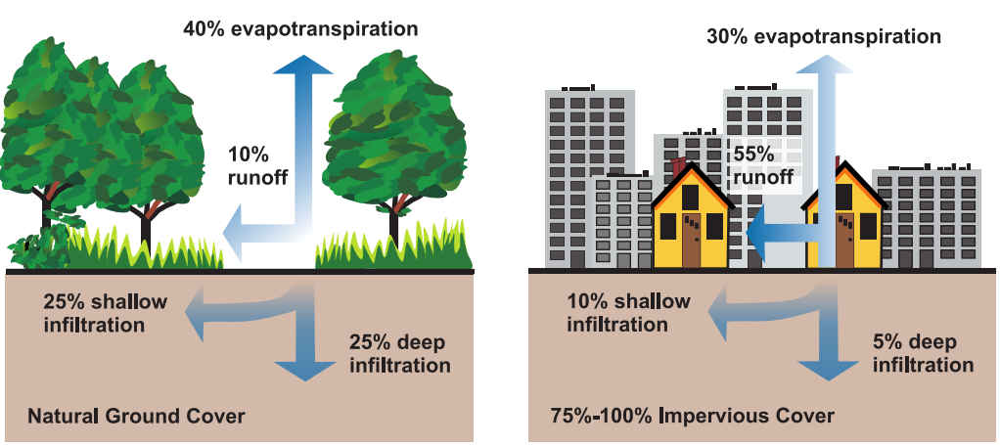 40% evapotranspiration
10%
runoff
25% shallow
infiltration
25% deep
infiltration
Natural Ground Cover
30% evapotranspiration
55%
runoff
10% shallow
infiltration
5% deep
infiltration
75%-100% Impervious Cover